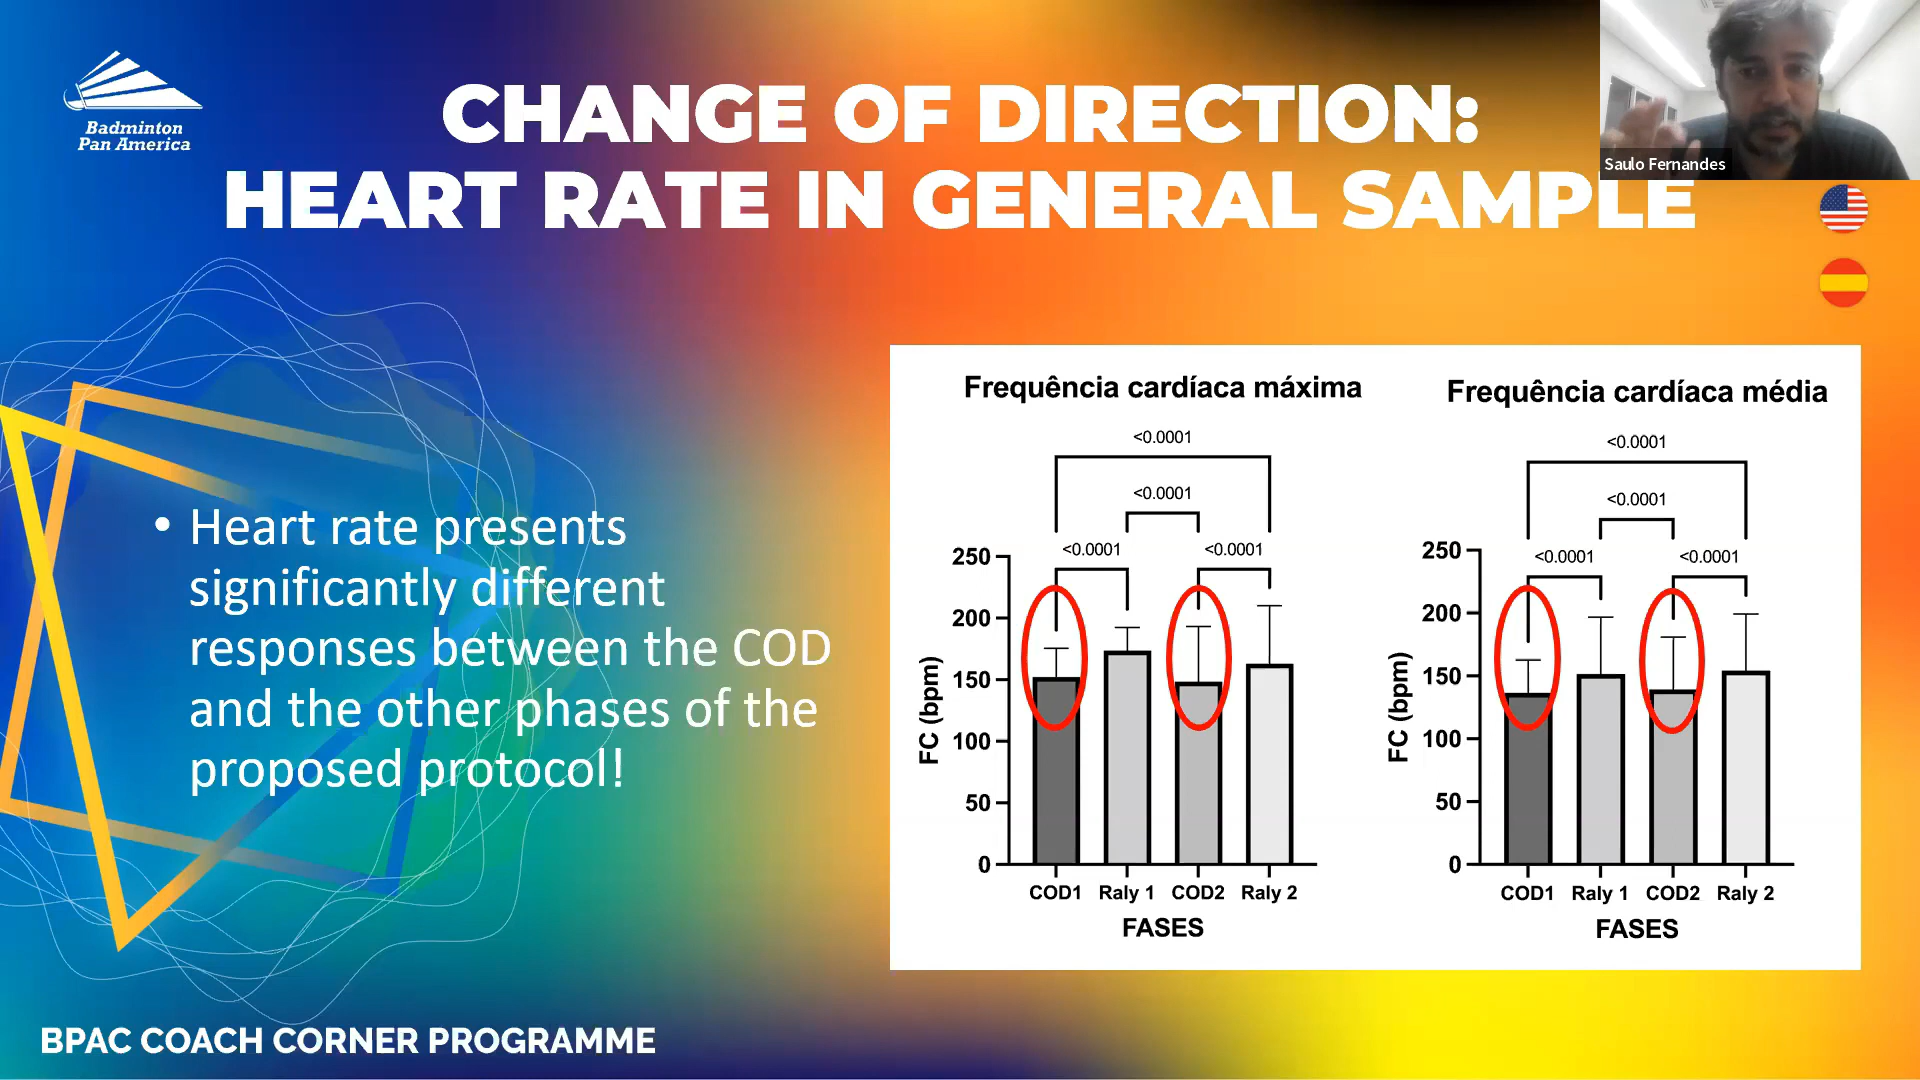 Badminton
Pan America
CHANGE OF DIRECTION:
HEART RATE IN GENERAL SAMPLE
Saulo Fernandes
• Heart rate presents
significantly different
responses between the COD
and the other phases of the
proposed protocol!
Frequência cardíaca máxima
<0.0001
<0.0001
<0.0001 <0.0001
250
200
150
100
50
0
FC (bpm)
COD1 Raly 1 COD2 Raly 2
FASES
Frequência cardíaca média
<0.0001
<0.0001
<0.0001 <0.0001
250
200
150
100
50
0
FC (bpm)
COD1 Raly 1 COD2 Raly 2
FASES
BPAC COACH CORNER PROGRAMME